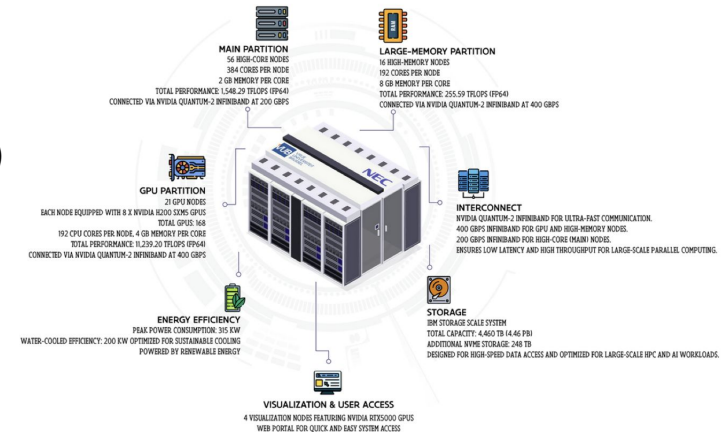 MAIN PARTITION
56 HIGH-CORE NODES
384 CORES PER NODE
2 GB MEMORY PER CORE
TOTAL PERFORMANCE: 1,548.29 TFLOPS (FP64)
CONNECTED VIA NVIDIA QUANTUM-2 INFINIBAND AT 200 GBPS
RAM
LARGE-MEMORY PARTITION
16 HIGH-MEMORY NODES
192 CORES PER NODE
8 GB MEMORY PER CORE
TOTAL PERFORMANCE: 255.59 TFLOPS (FP64)
CONNECTED VIA NVIDIA QUANTUM-2 INFINIBAND AT 400 GBPS
VUB
NEC
GPU PARTITION
21 GPU NODES
EACH NODE EQUIPPED WITH 8 X NVIDIA H200 SXM5 GPUS
TOTAL GPUS: 168
192 CPU CORES PER NODE, 4 GB MEMORY PER CORE
TOTAL PERFORMANCE: 11,239.20 TFLOPS (FP64)
CONNECTED VIA NVIDIA QUANTUM-2 INFINIBAND AT 400 GBPS
INTERCONNECT
NVIDIA QUANTUM-2 INFINIBAND FOR ULTRA-FAST COMMUNICATION.
400 GBPS INFINIBAND FOR GPU AND HIGH-MEMORY NODES.
200 GBPS INFINIBAND FOR HIGH-CORE (MAIN) NODES.
ENSURES LOW LATENCY AND HIGH THROUGHPUT FOR LARGE-SCALE PARALLEL COMPUTING.
ENERGY EFFICIENCY
PEAK POWER CONSUMPTION: 315 KW
WATER-COOLED EFFICIENCY: 200 KW OPTIMIZED FOR SUSTAINABLE COOLING
POWERED BY RENEWABLE ENERGY
STORAGE
IBM STORAGE SCALE SYSTEM
TOTAL CAPACITY: 4,460 TB (4.46 PB)
ADDITIONAL NVME STORAGE: 248 TB
DESIGNED FOR HIGH-SPEED DATA ACCESS AND OPTIMIZED FOR LARGE-SCALE HPC AND AI WORKLOADS.
VISUALIZATION & USER ACCESS
4 VISUALIZATION NODES FEATURING NVIDIA RTX5000 GPUS
WEB PORTAL FOR QUICK AND EASY SYSTEM ACCESS